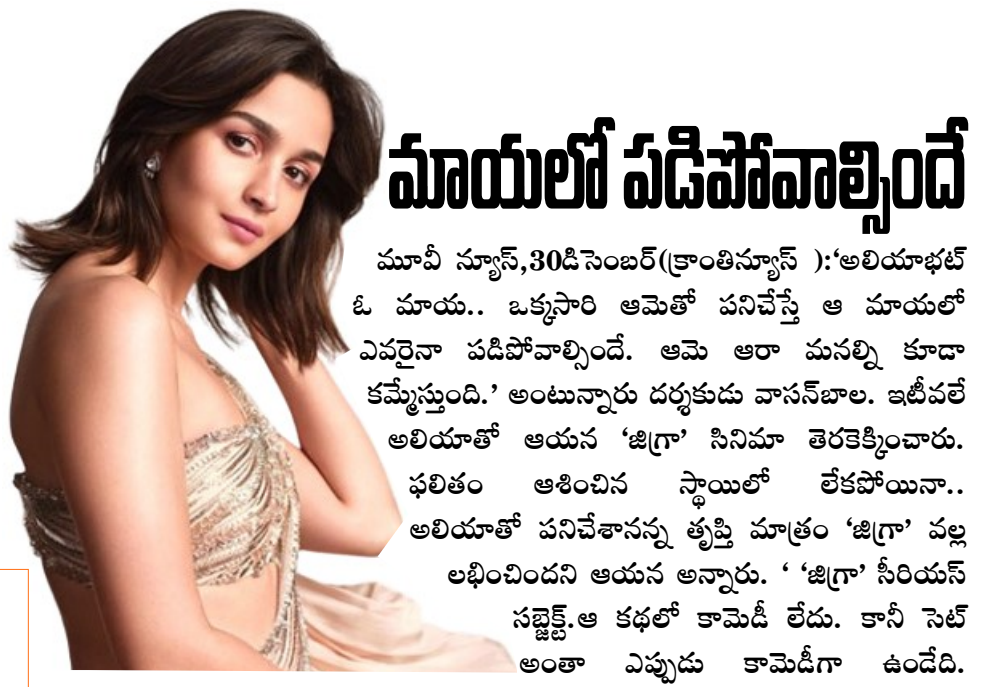 మాయలో పడిపోవాల్సిందే
మూవీ న్యూస్,30డిసెంబర్(క్రాంతిన్యూస్ ):‘అలియాభట్
ఓ మాయ.. ఒక్కసారి ఆమెతో పనిచేస్తే ఆ మాయలో
ఎవరైనా పడిపోవాల్సిందే. ఆమె ఆరా మనల్ని కూడా
కమ్మేస్తుంది.’ అంటున్నారు దర్శకుడు వాసన్‌బాల. ఇటీవలే
అలియాతో ఆయన ‘జిగ్రా’ సినిమా తెరకెక్కించారు.
ఫలితం ఆశించిన స్థాయిలో లేకపోయినా..
అలియాతో పనిచేశానన్న తృప్తి మాత్రం ‘జిగ్రా’ వల్ల
లభించిందని ఆయన అన్నారు. ‘ ‘జిగ్రా’ సీరియస్
సబ్జెక్ట్.ఆ కథలో కామెడీ లేదు. కానీ సెట్
అంతా ఎప్పుడు కామెడీగా ఉండేది.